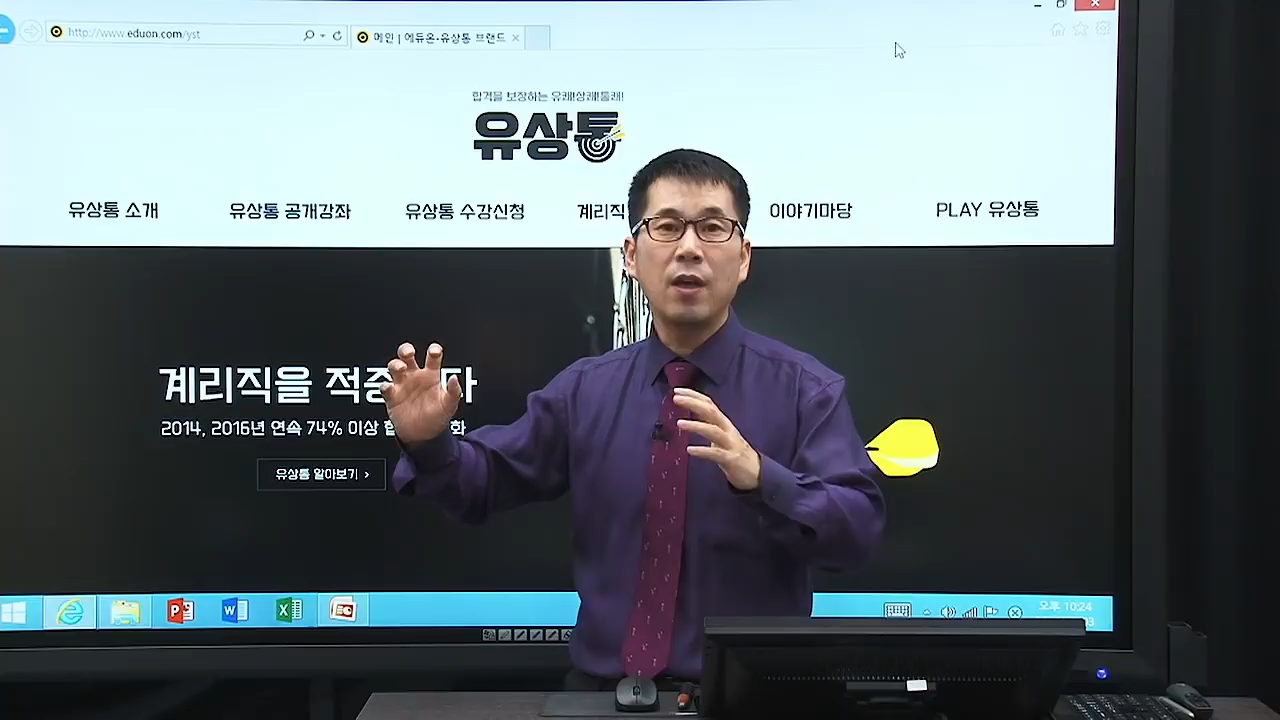 http://www.eduon.com/yst
메인 | 에듀온-유상통 브랜드
합격을 보장하는 유쾌!상쾌!통쾌!
유상통
유상통 소개
유상통 공개강좌
유상통 수강신청
계리직
이야기마당
PLAY 유상통
계리직을
2014, 2016년 연속 74% 이상
유상통 알아보기 >
오후 10:24